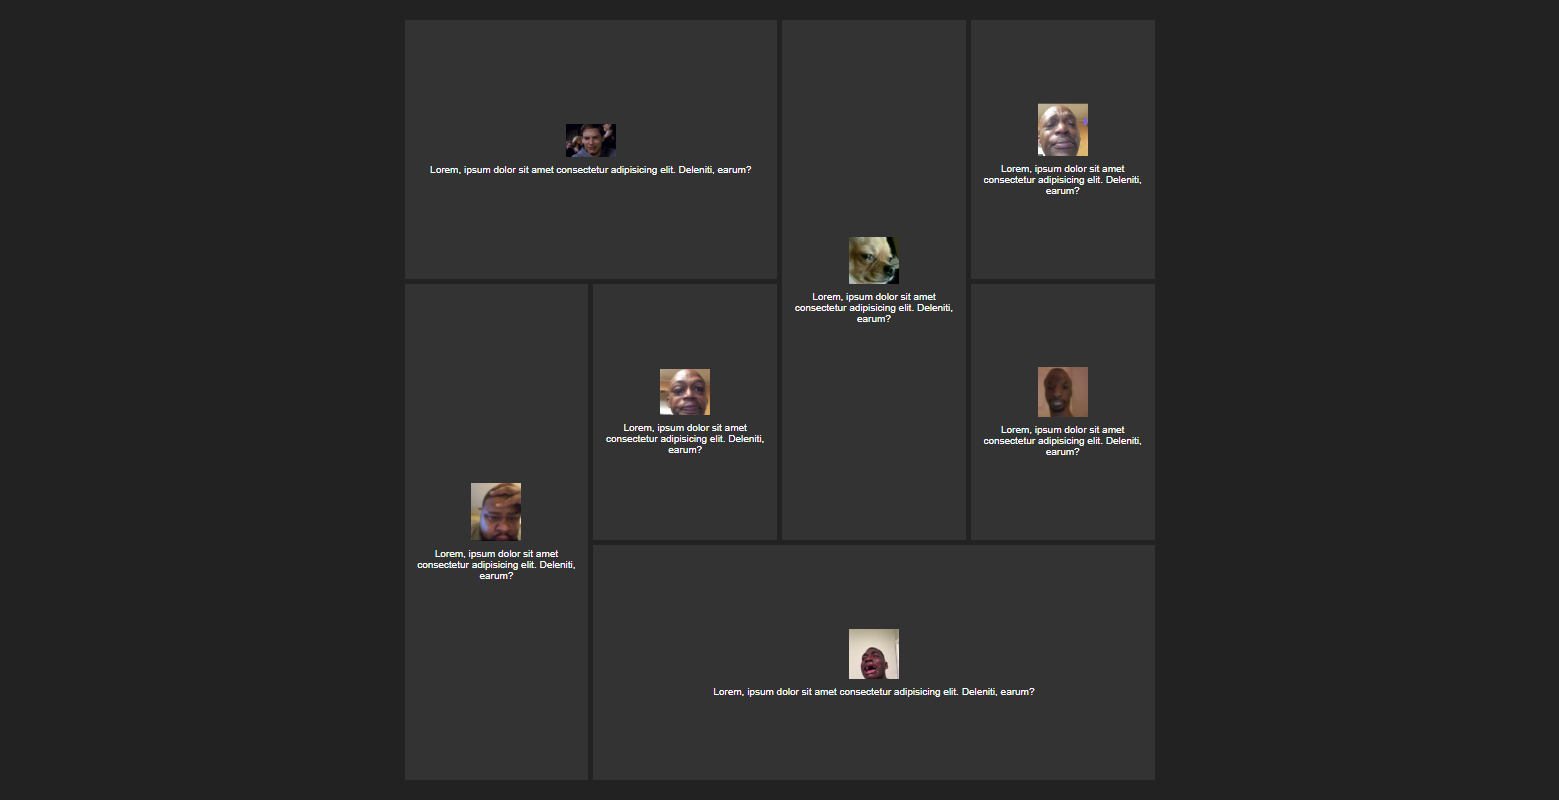 Lorem, ipsum dolor sit amet consectetur adipisicing elit. Deleniti, earum?
Lorem, ipsum dolor sit amet
consectetur adipisicing elit. Deleniti,
earum?
Lorem, ipsum dolor sit amet
consectetur adipisicing elit. Deleniti,
earum?
Lorem, ipsum dolor sit amet
consectetur adipisicing elit. Deleniti,
earum?
Lorem, ipsum dolor sit amet
consectetur adipisicing elit. Deleniti,
earum?
Lorem, ipsum dolor sit amet
consectetur adipisicing elit. Deleniti,
earum?
Lorem, ipsum dolor sit amet consectetur adipisicing elit. Deleniti, earum?